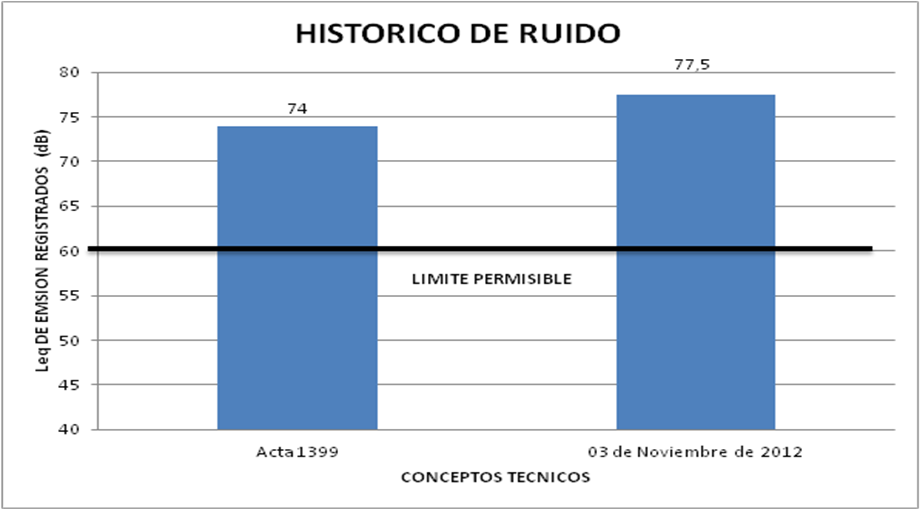 HISTORICO DE RUIDO
77,5
74
80
75
70
65
60
55
50
45
40
Leq DE EMSION REGISTRADOS (dB)
LIMITE PERMISIBLE
Acta 1399
03 de Noviembre de 2012
CONCEPTOS TECNICOS